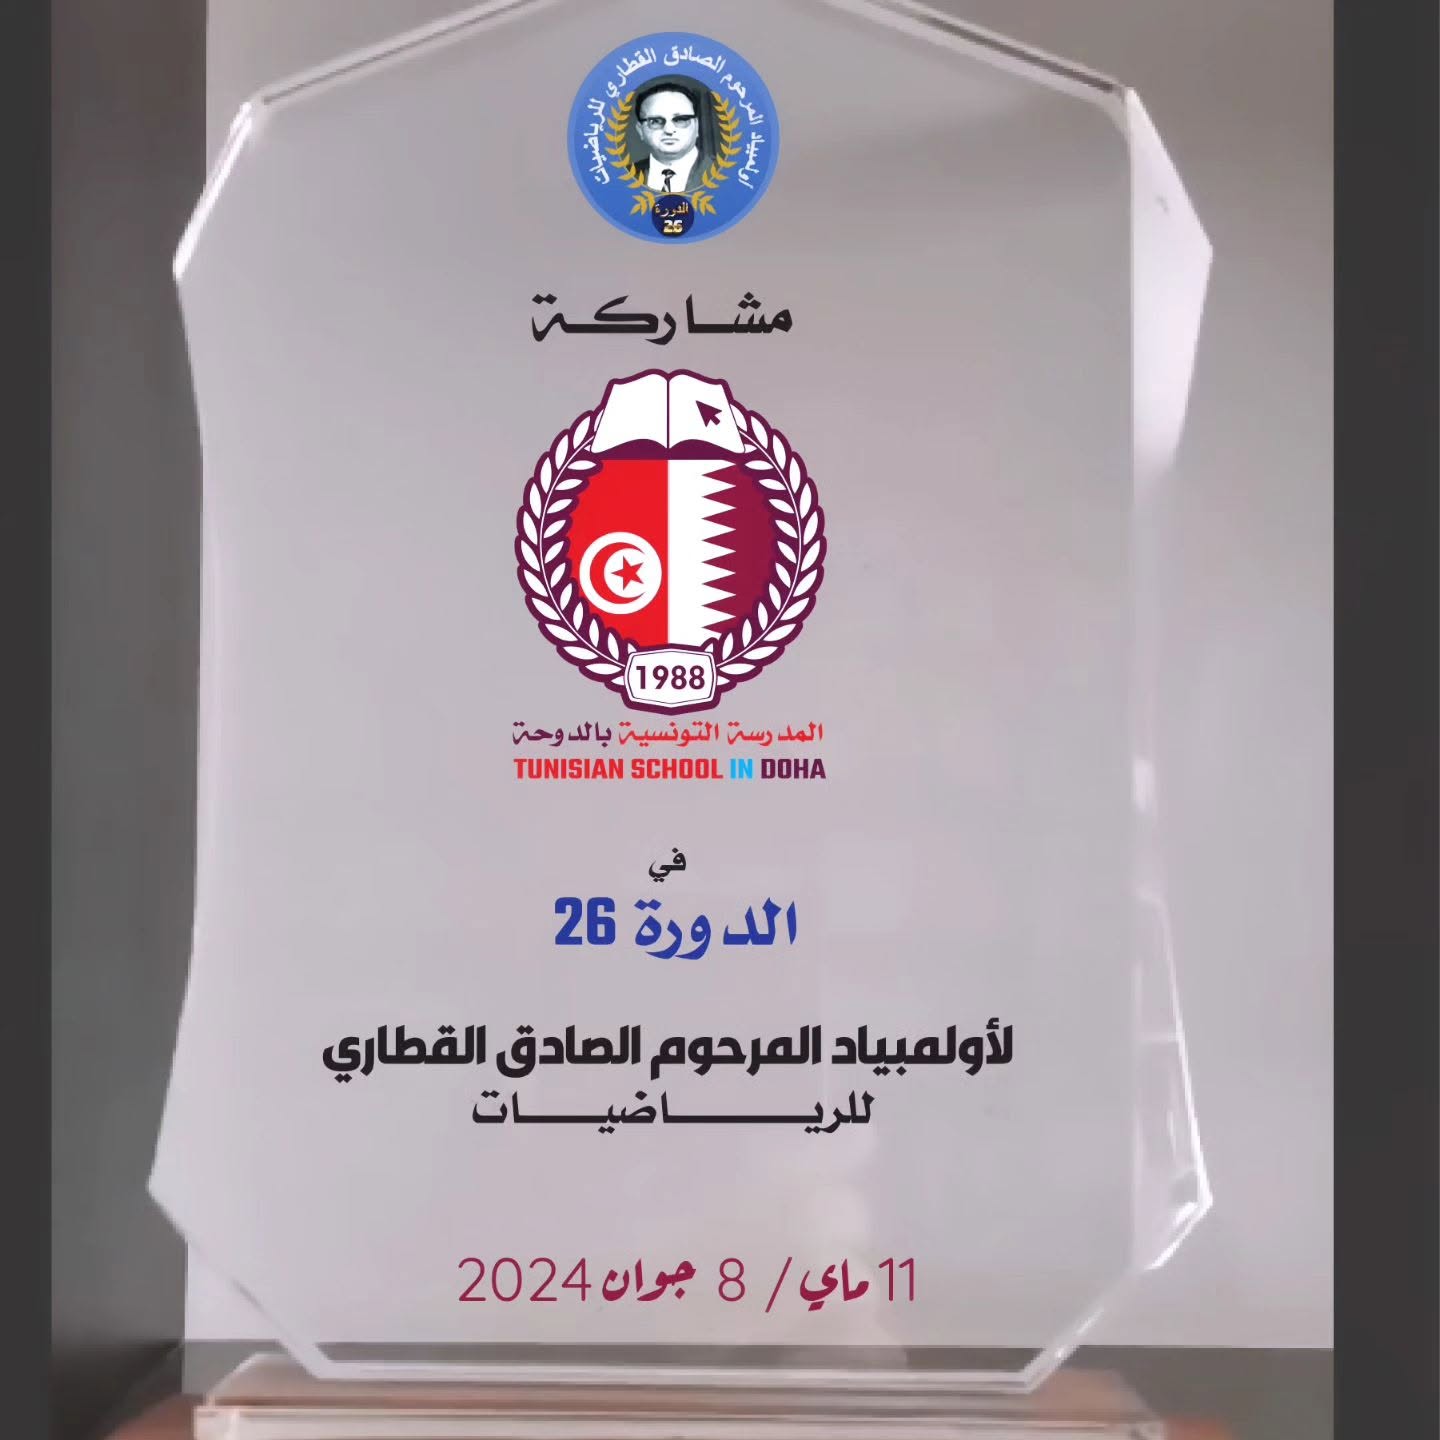 أولمبياد المرحوم الصادق القطاري للرياضيات
الدورة
26
مشاركة
1988
المدرسة التونسية بالدوحة
TUNISIAN SCHOOL IN DOHA
في
الدورة 26
لأولمبياد المرحوم الصادق القطاري
للرياضيات
11 ماي / 8 جوان 2024